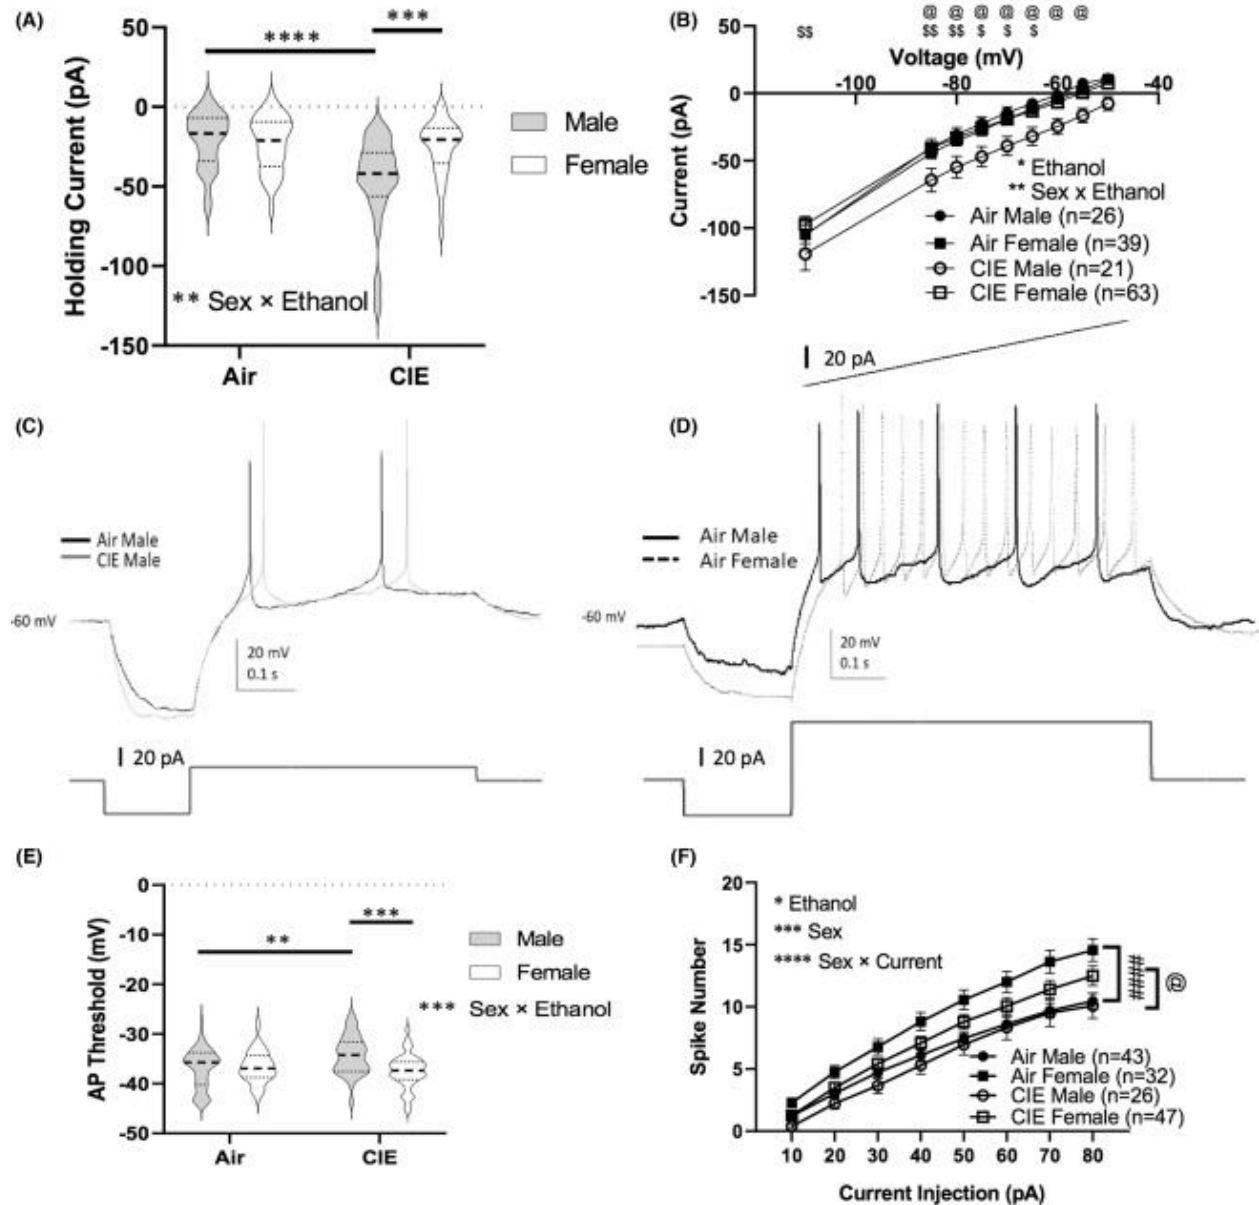 (A)
50
0
-50
-100
-150
Holding Current (pA)
****
***
Male
Female
** Sex × Ethanol
Air
CIE
(B)
@ @ @ @ @ @ @
$$ $$ $$ $ $ $
Voltage (mV)
50
0
-50
-100
-150
-100
-80
-60
-40
Current (pA)
* Ethanol
** Sex x Ethanol
Air Male (n=26)
Air Female (n=39)
CIE Male (n=21)
CIE Female (n=63)
20 pA
(C)
Air Male
CIE Male
-60 mV
20 mV
0.1 s
20 pA
(D)
Air Male
Air Female
-60 mV
20 mV
0.1 s
20 pA
(E)
0
-10
-20
-30
-40
-50
AP Threshold (mV)
**
***
Male
Female
*** Sex × Ethanol
Air
CIE
(F)
20
15
10
5
0
Spike Number
* Ethanol
*** Sex
**** Sex × Current
@
Air Male (n=43)
Air Female (n=32)
CIE Male (n=26)
CIE Female (n=47)
10 20 30 40 50 60 70 80
Current Injection (pA)